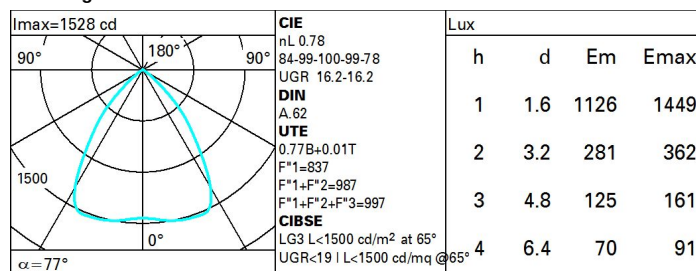 Imax=1528 cd
90°
180°
90°
1500
0°
α=77°
CIE
nL 0.78
84-99-100-99-78
UGR 16.2-16.2
DIN
A.62
UTE
0.77B+0.01T
F"1=837
F"1+F"2=987
F"1+F"2+F"3=997
CIBSE
LG3 L<1500 cd/m² at 65°
UGR<19 | L<1500 cd/mq @65°
Lux
h d Em Emax
1 1.6 1126 1449
2 3.2 281 362
3 4.8 125 161
4 6.4 70 91